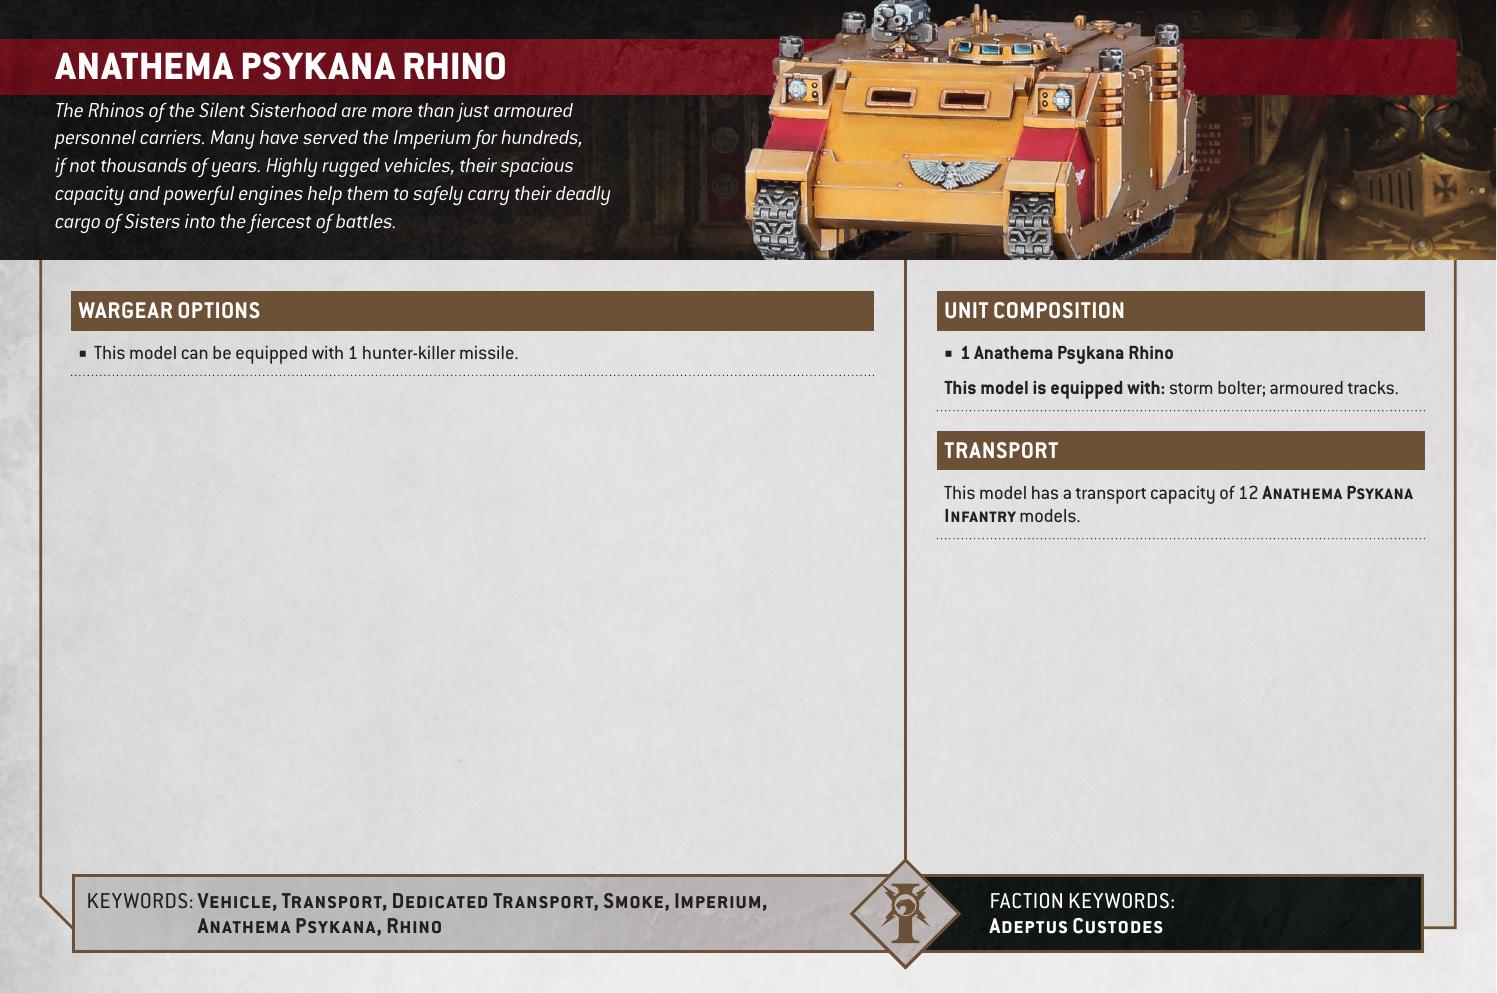 ANATHEMA PSYKANA RHINO
The Rhinos of the Silent Sisterhood are more than just armoured
personnel carriers. Many have served the Imperium for hundreds,
if not thousands of years. Highly rugged vehicles, their spacious
capacity and powerful engines help them to safely carry their deadly
cargo of Sisters into the fiercest of battles.
WARGEAR OPTIONS
▪ This model can be equipped with 1 hunter-killer missile.
UNIT COMPOSITION
▪ 1 Anathema Psykana Rhino
This model is equipped with: storm bolter; armoured tracks.
TRANSPORT
This model has a transport capacity of 12 Anathema Psykana
Infantry models.
KEYWORDS: Vehicle, Transport, Dedicated Transport, Smoke, Imperium,
Anathema Psykana, Rhino
FACTION KEYWORDS:
Adeptus Custodes